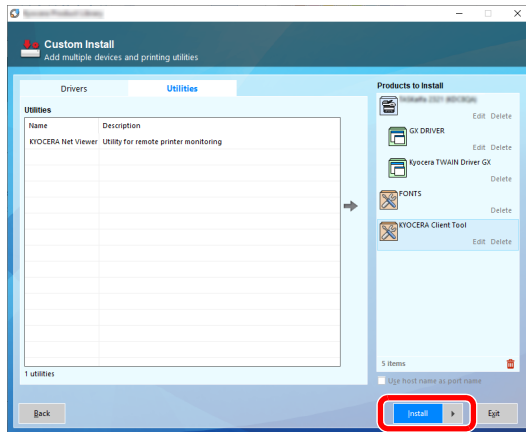 Custom Install
Add multiple devices and printing utilities
Drivers
Utilities
Utilities
Name
Description
KYOCERA Net Viewer
Utility for remote printer monitoring
1 utilities
Products to Install
Edit Delete
GX DRIVER
Edit Delete
Kyocera TWAIN Driver GX
Delete
FONTS
Delete
KYOCERA Client Tool
Edit Delete
5 items
Use host name as port name
Back
Install
Exit